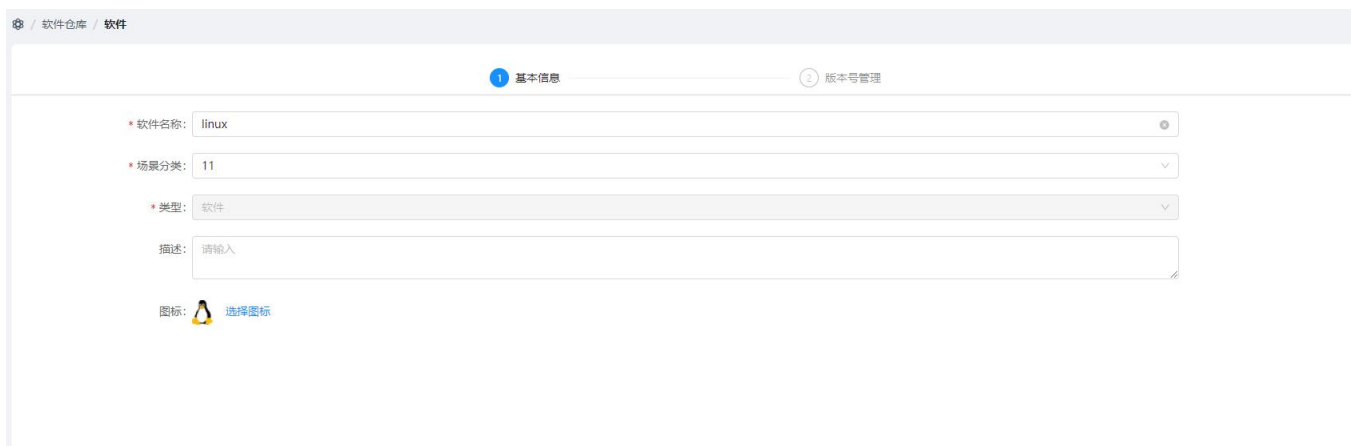 / 软件仓库 / 软件
1 基本信息 2 版本号管理
* 软件名称: linux
* 场景分类: 11
* 类型: 软件
描述: 请输入
图标: 选择图标